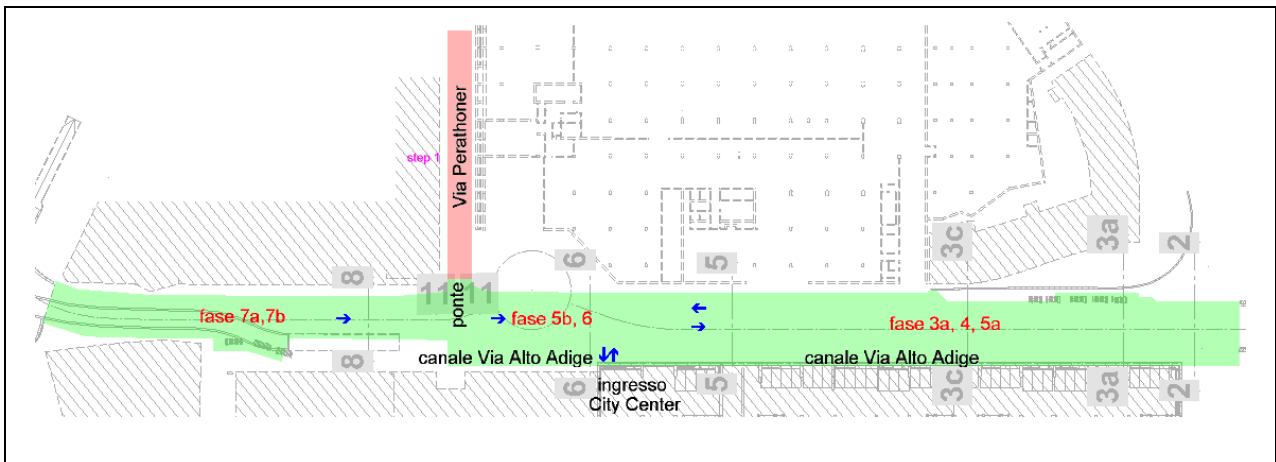 Via Perathoner
step 1
3c
3a
2
6
5
8
11
11
ponte
fase 7a,7b
fase 5b, 6
fase 3a, 4, 5a
canale Via Alto Adige
canale Via Alto Adige
8
6
5
3c
3a
2
ingresso
City Center